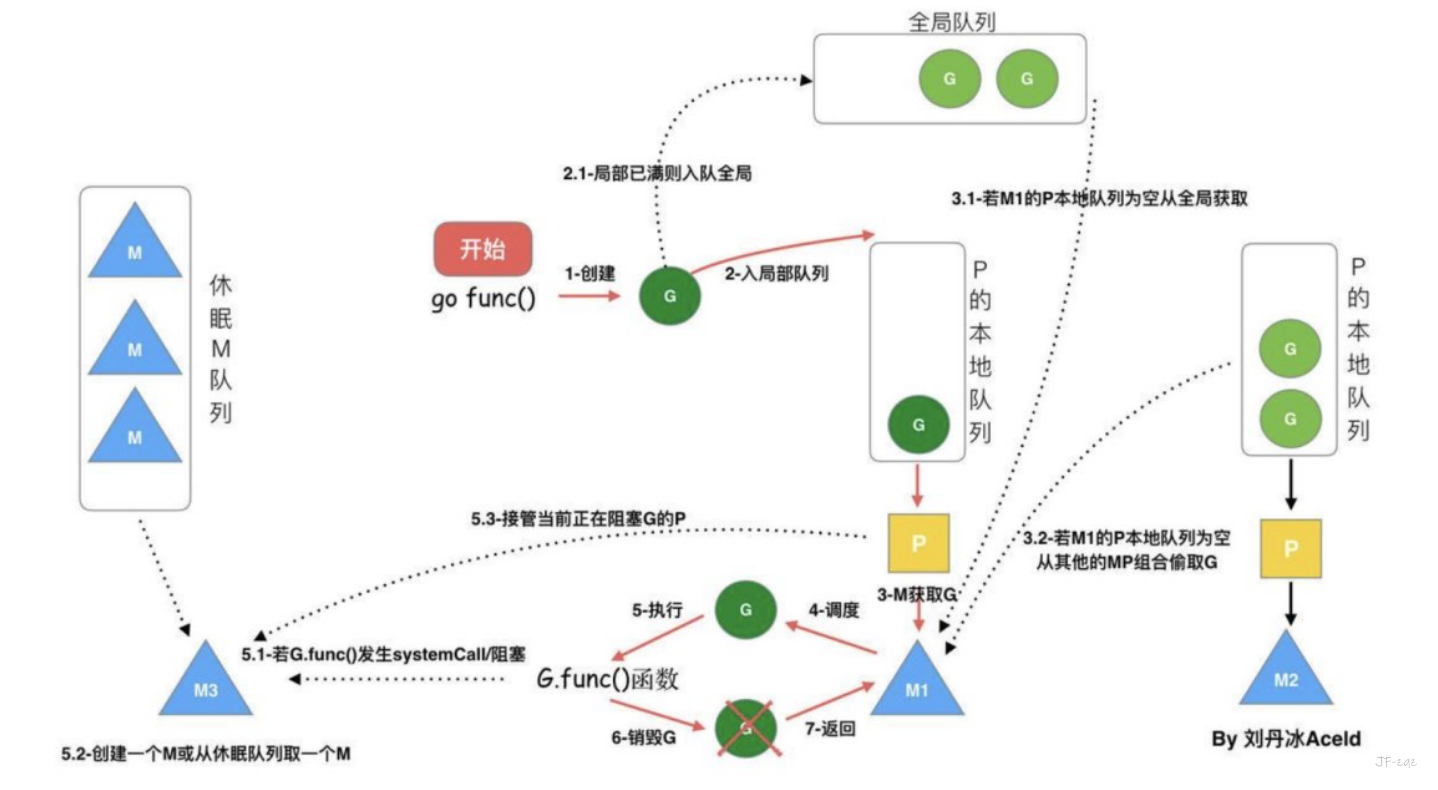 全局队列
G
G
2.1-局部已满则入队全局
3.1-若M1的P本地队列为空从全局获取
M
M
M
休眠M队列
开始
go func()
1-创建
G
2-入局部队列
G
P的本地队列
G
G
P的本地队列
5.3-接管当前正在阻塞G的P
P
3-M获取G
3.2-若M1的P本地队列为空
从其他的MP组合偷取G
P
5-执行
G
4-调度
5.1-若G.func()发生systemCall/阻塞
G.func()函数
M3
M1
M2
6-销毁G
G
7-返回
5.2-创建一个M或从休眠队列取一个M
By 刘丹冰Aceld
JF-eqe